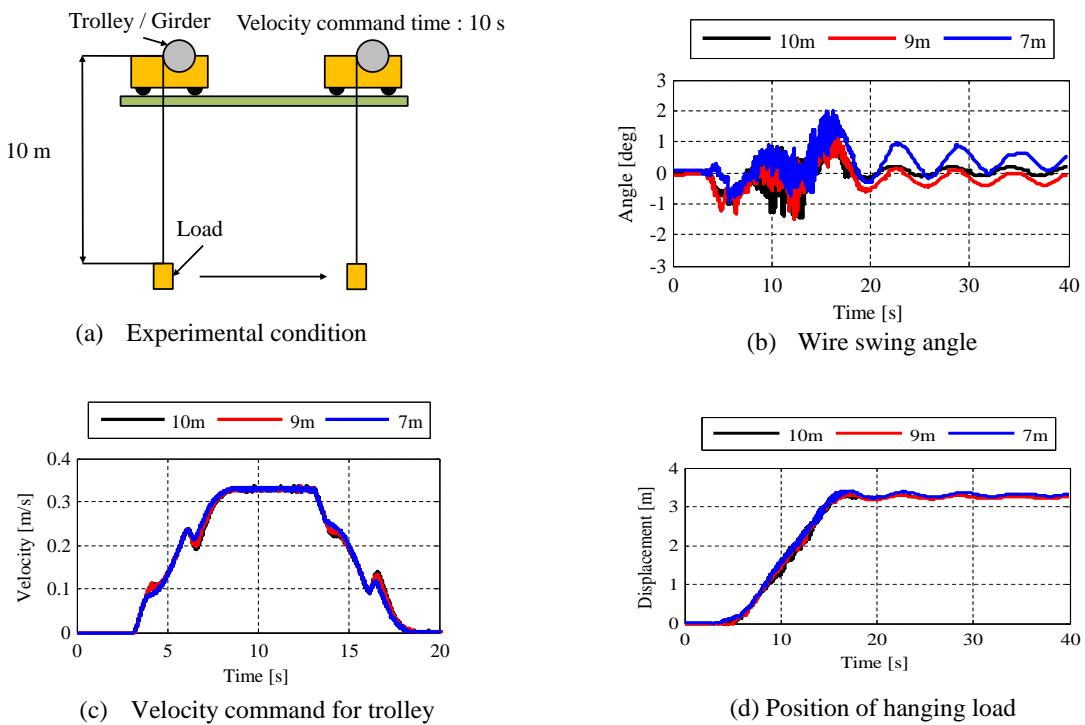 Trolley / Girder
Velocity command time : 10 s
10 m
Load
(a) Experimental condition
10m 9m 7m
3
2
1
0
-1
-2
-3
Angle [deg]
0 10 20 30 40
Time [s]
(b) Wire swing angle
10m 9m 7m
0.4
0.3
0.2
0.1
0
Velocity [m/s]
0 5 10 15 20
Time [s]
(c) Velocity command for trolley
10m 9m 7m
4
3
2
1
0
Displacement [m]
0 10 20 30 40
Time [s]
(d) Position of hanging load